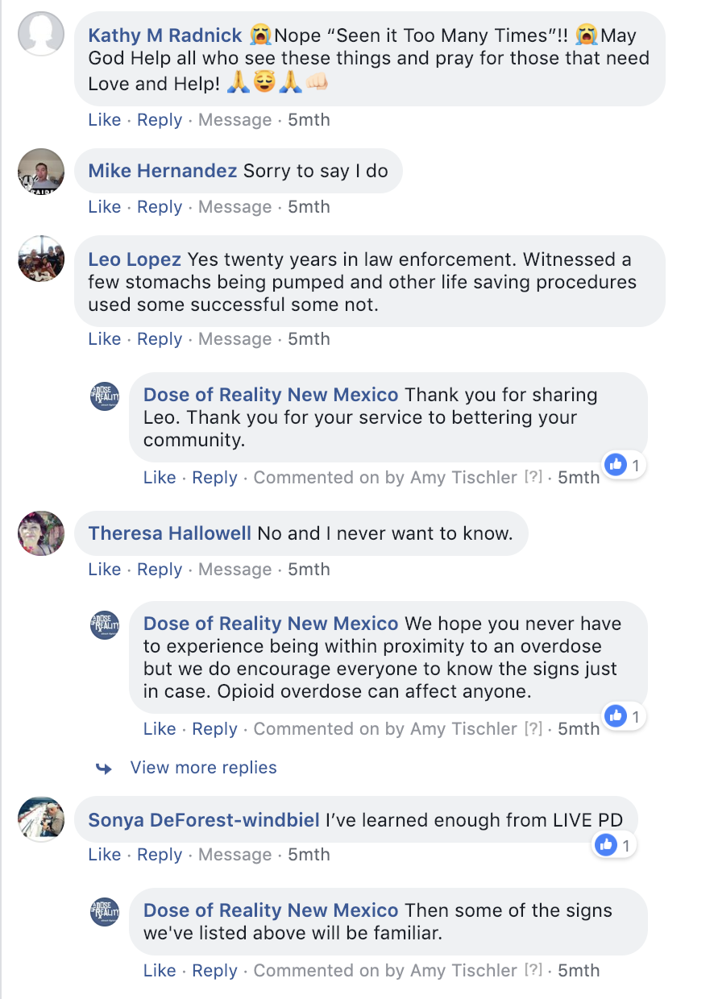 Kathy M Radnick 😭Nope “Seen it Too Many Times”!! 😭May
God Help all who see these things and pray for those that need
Love and Help! 🙏😇🙏👊🏻
Like · Reply · Message · 5mth
Mike Hernandez Sorry to say I do
Like · Reply · Message · 5mth
Leo Lopez Yes twenty years in law enforcement. Witnessed a
few stomachs being pumped and other life saving procedures
used some successful some not.
Like · Reply · Message · 5mth
Dose of Reality New Mexico Thank you for sharing
Leo. Thank you for your service to bettering your
community.
Like · Reply · Commented on by Amy Tischler [?] · 5mth 1
Theresa Hallowell No and I never want to know.
Like · Reply · Message · 5mth
Dose of Reality New Mexico We hope you never have
to experience being within proximity to an overdose
but we do encourage everyone to know the signs just
in case. Opioid overdose can affect anyone.
Like · Reply · Commented on by Amy Tischler [?] · 5mth 1
View more replies
Sonya DeForest-windbiel I’ve learned enough from LIVE PD
Like · Reply · Message · 5mth 1
Dose of Reality New Mexico Then some of the signs
we've listed above will be familiar.
Like · Reply · Commented on by Amy Tischler [?] · 5mth